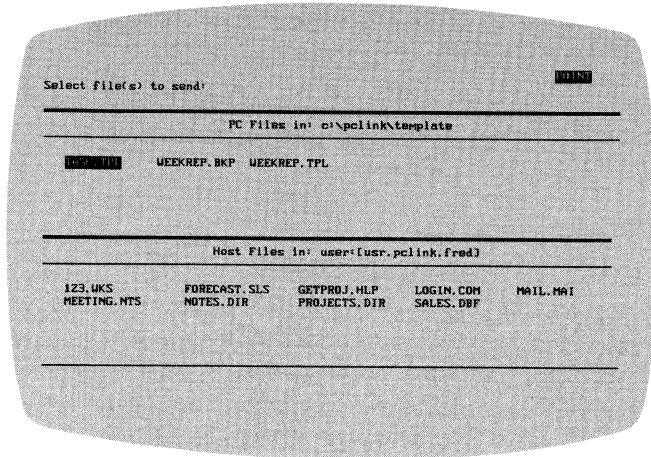 POINT
Select file(s) to send:
PC Files in: c:\pclink\template
WEEKREP.BKP WEEKREP.TPL
Host Files in: user:[usr.pclink.fred]
123.WKS FORECAST.SLS GETPROJ.HLP LOGIN.COM MAIL.MAI
MEETING.NTS NOTES.DIR PROJECTS.DIR SALES.DBF